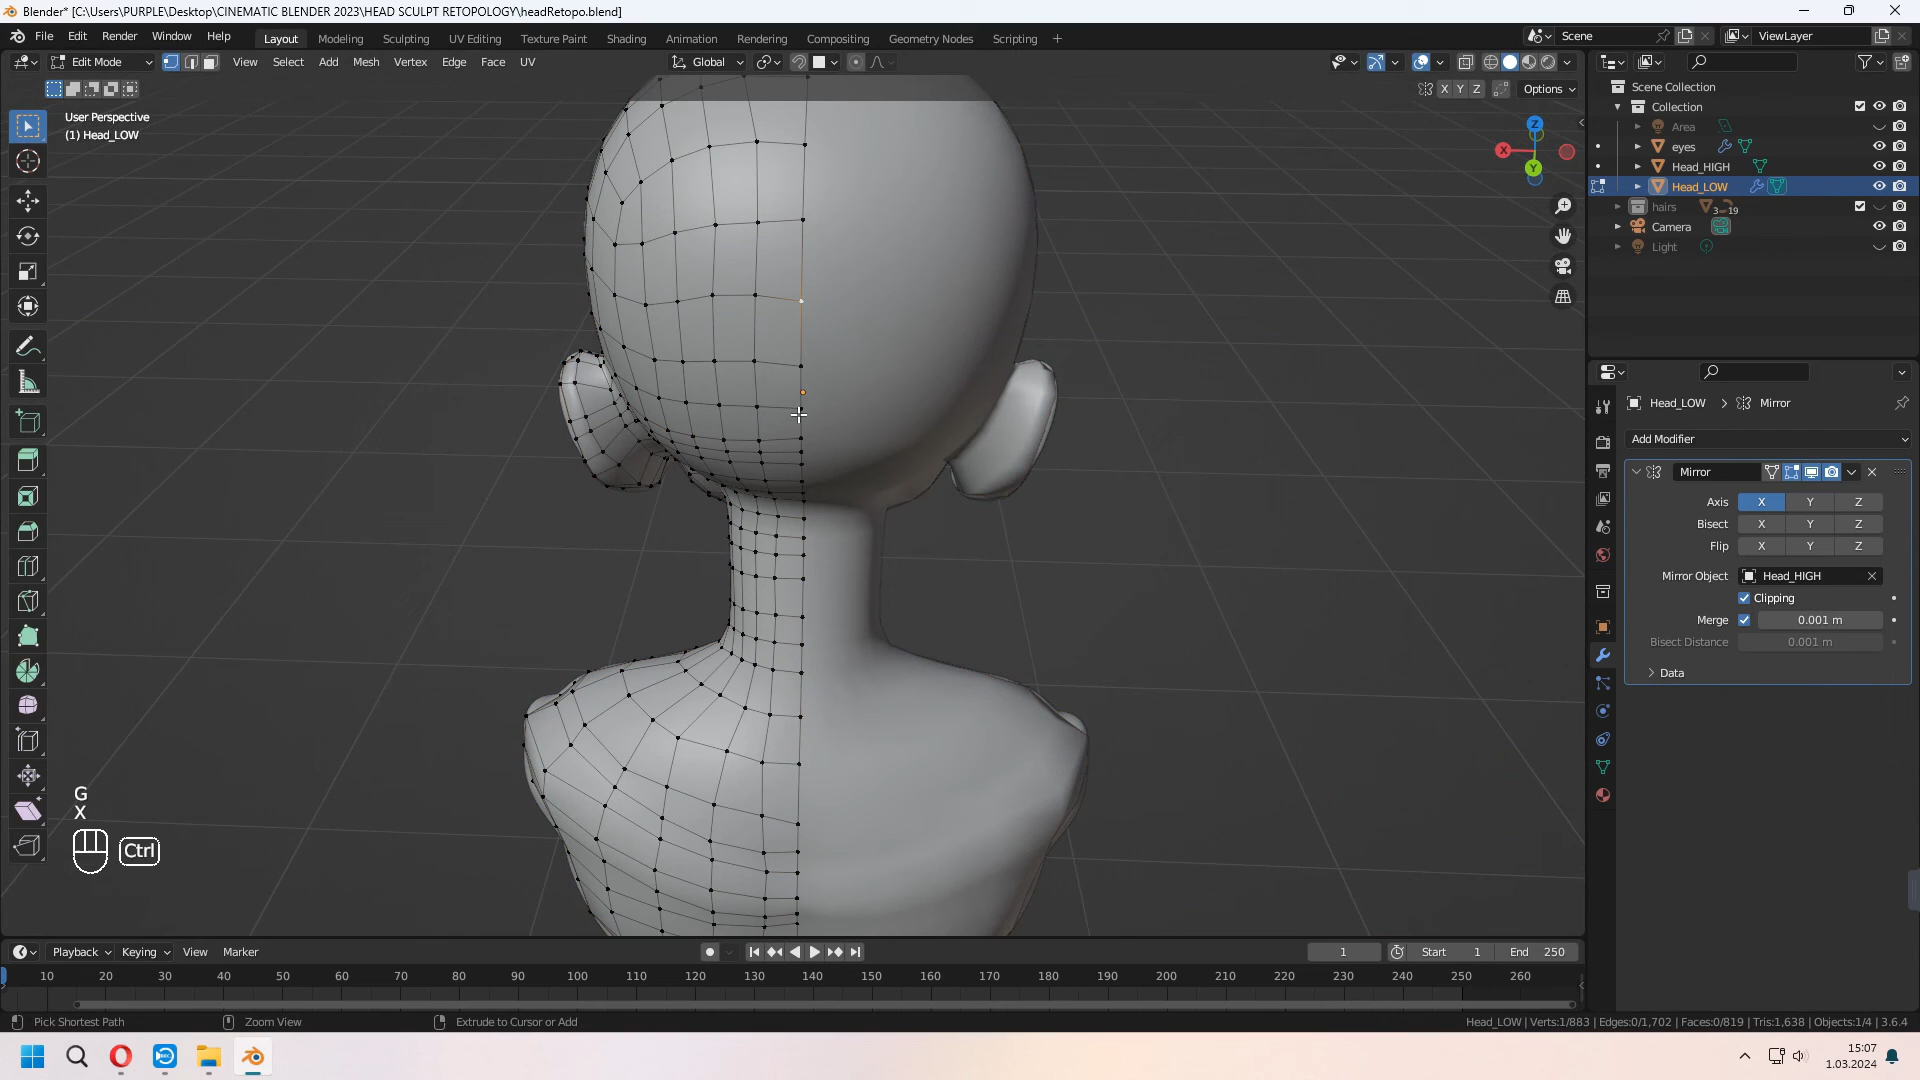 Blender* [C:\Users\PURPLE\Desktop\CINEMATIC BLENDER 2023\HEAD SCULPT RETOPOLOGY\headRetopo.blend]
File Edit Render Window Help Layout Modeling Sculpting UV Editing Texture Paint Shading Animation Rendering Compositing Geometry Nodes Scripting + Scene ViewLayer
Edit Mode View Select Add Mesh Vertex Edge Face UV Global
X Y Z Options
User Perspective
(1) Head_LOW
Z
X
Y
Scene Collection
Collection
Area
eyes
Head_HIGH
Head_LOW
hairs 3 19
Camera
Light
Head_LOW > Mirror
Add Modifier
Mirror
Axis X Y Z
Bisect X Y Z
Flip X Y Z
Mirror Object Head_HIGH
Clipping
Merge 0.001 m
Bisect Distance 0.001 m
Data
G
X
Ctrl
Playback Keying View Marker 1 Start 1 End 250
10 20 30 40 50 60 70 80 90 100 110 120 130 140 150 160 170 180 190 200 210 220 230 240 250 260
Pick Shortest Path Zoom View Extrude to Cursor or Add Head_LOW | Verts:1/883 | Edges:0/1,702 | Faces:0/819 | Tris:1,638 | Objects:1/4 | 3.6.4
15:07
1.03.2024